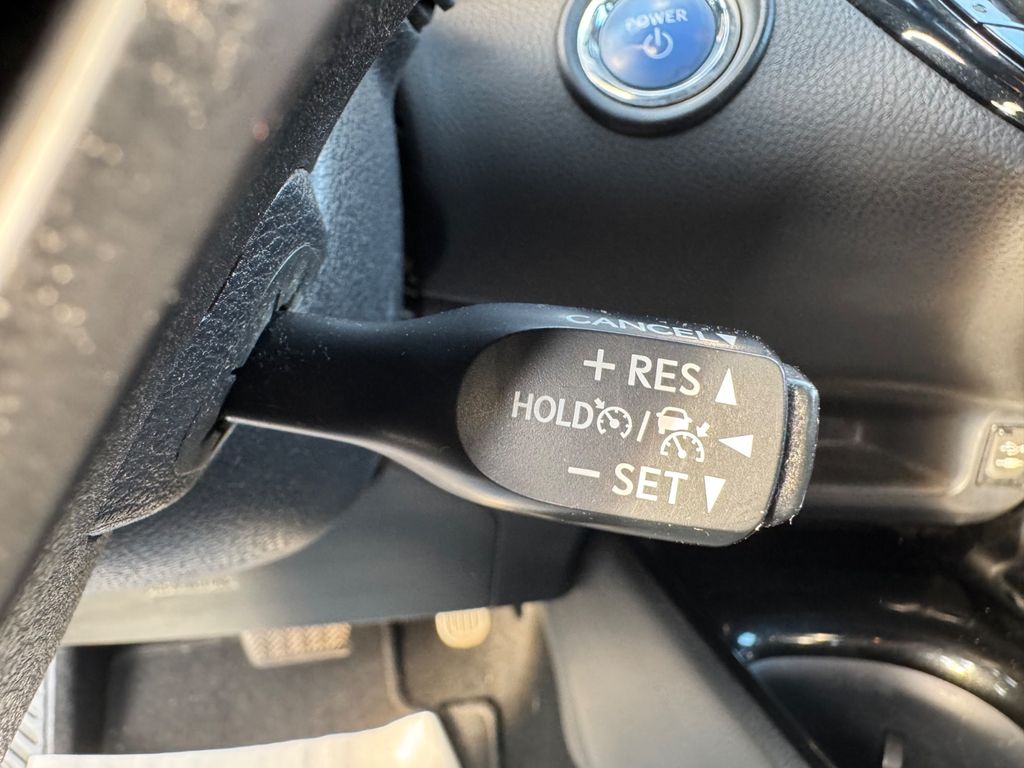 POWER
CANCEL
+ RES
HOLD /
− SET